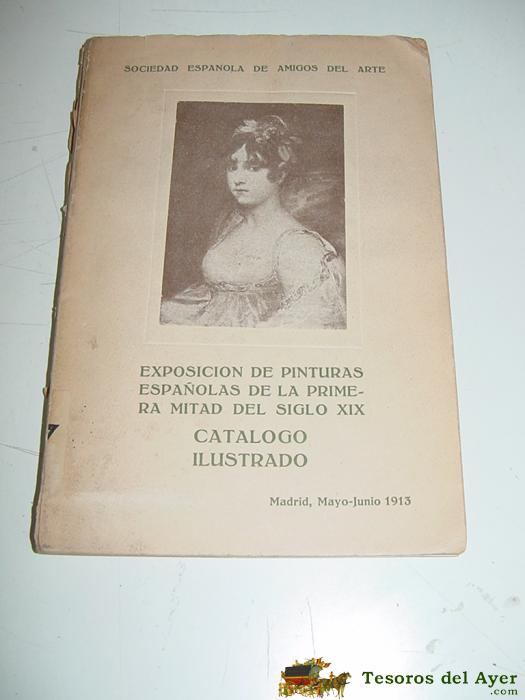 SOCIEDAD ESPAÑOLA DE AMIGOS DEL ARTE
EXPOSICION DE PINTURAS
ESPAÑOLAS DE LA PRIME-
RA MITAD DEL SIGLO XIX
CATALOGO
ILUSTRADO
Madrid, Mayo-Junio 1913
Tesoros del Ayer
.com